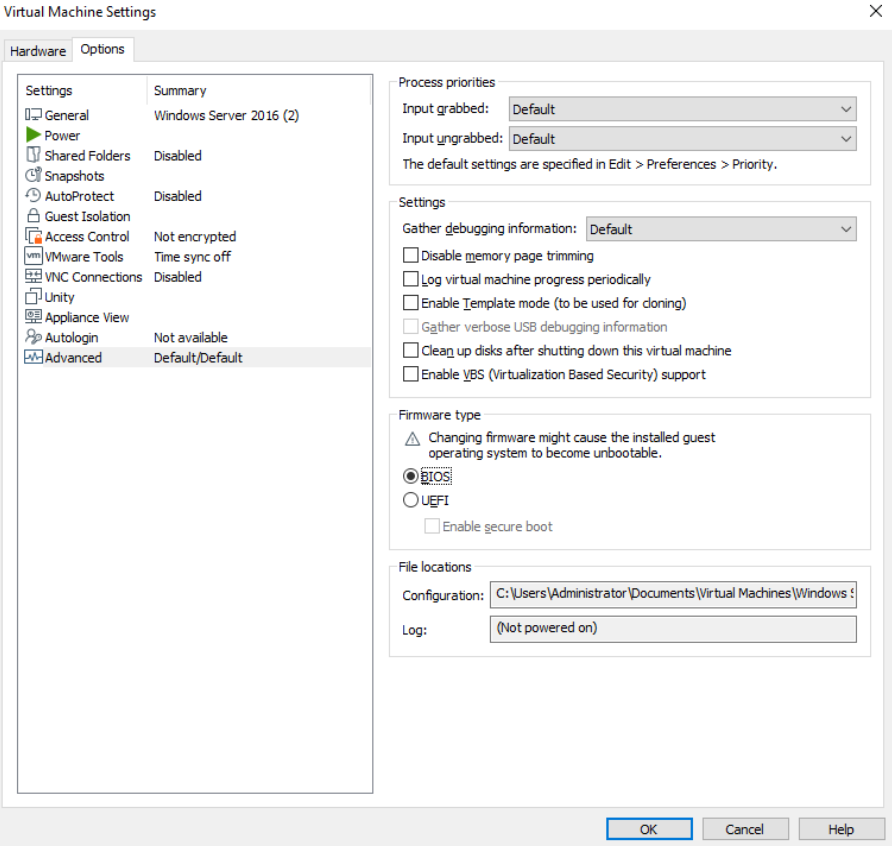 Virtual Machine Settings
Hardware
Options
Settings Summary
General Windows Server 2016 (2)
Power
Shared Folders Disabled
Snapshots
AutoProtect Disabled
Guest Isolation
Access Control Not encrypted
vm VMware Tools Time sync off
VNC Connections Disabled
Unity
Appliance View
Autologin Not available
Advanced Default/Default
Process priorities
Input grabbed: Default
Input ungrabbed: Default
The default settings are specified in Edit > Preferences > Priority.
Settings
Gather debugging information: Default
Disable memory page trimming
Log virtual machine progress periodically
Enable Template mode (to be used for cloning)
Gather verbose USB debugging information
Clean up disks after shutting down this virtual machine
Enable VBS (Virtualization Based Security) support
Firmware type
Changing firmware might cause the installed guest
operating system to become unbootable.
BIOS
UEFI
Enable secure boot
File locations
Configuration: C:\Users\Administrator\Documents\Virtual Machines\Windows S
Log: (Not powered on)
OK Cancel Help